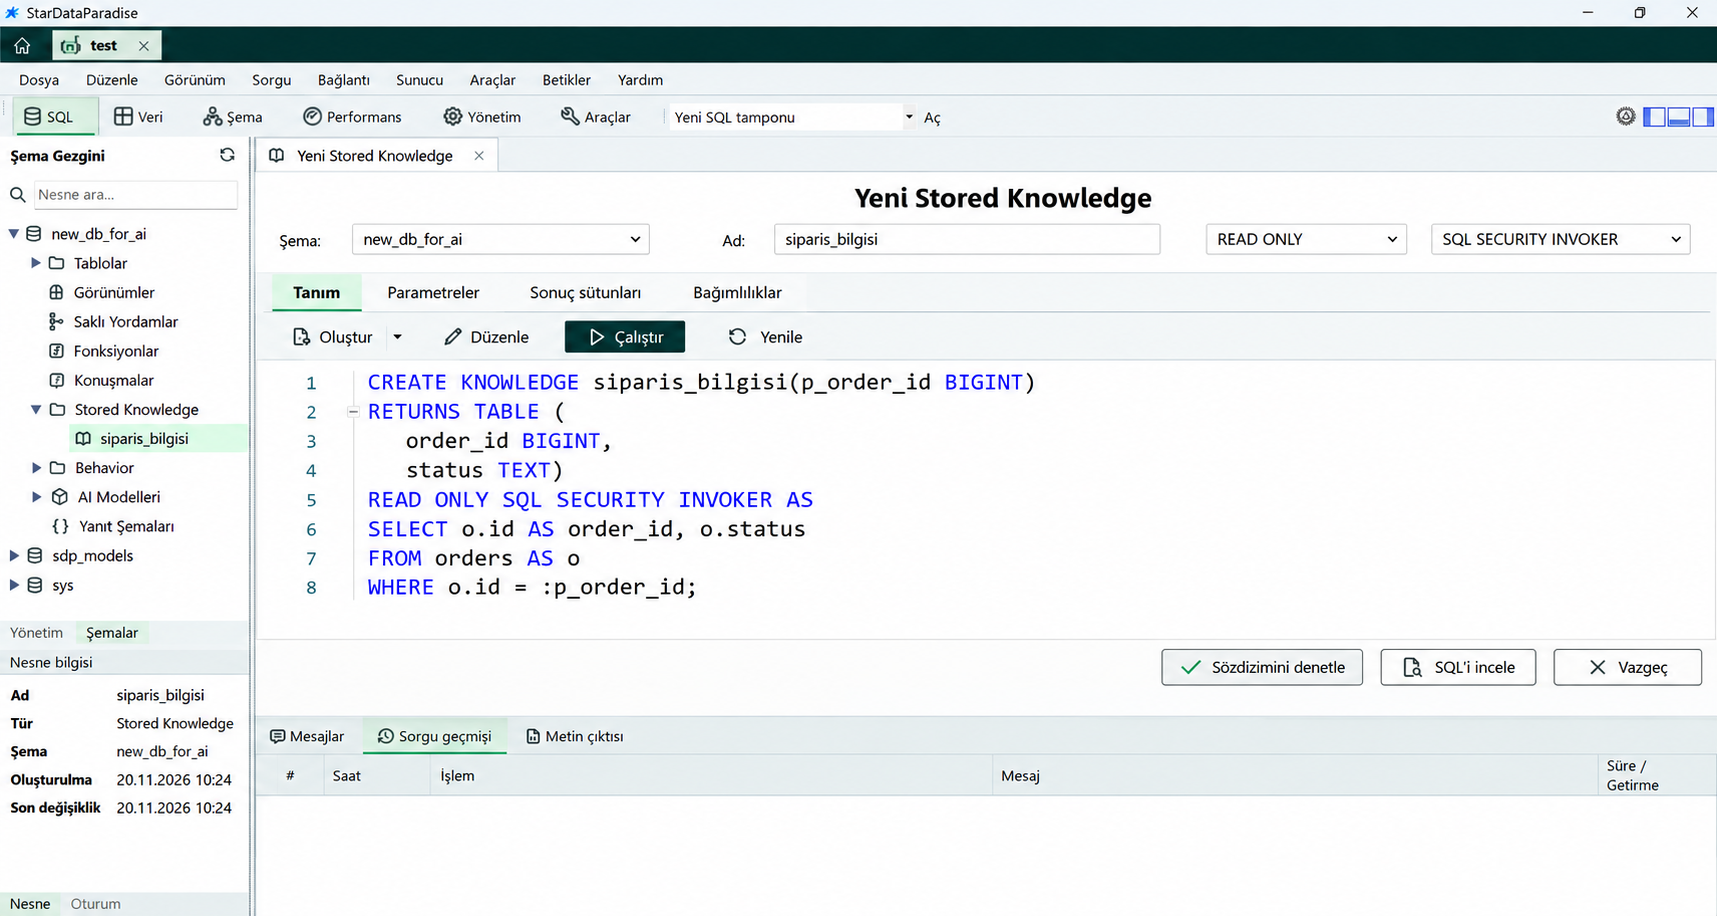 StarDataParadise
test
Dosya Düzenle Görünüm Sorgu Bağlantı Sunucu Araçlar Betikler Yardım
SQL Veri Şema Performans Yönetim Araçlar Yeni SQL tamponu Aç
Şema Gezgini
Nesne ara...
new_db_for_ai
Tablolar
Görünümler
Saklı Yordamlar
Fonksiyonlar
Konuşmalar
Stored Knowledge
siparis_bilgisi
Behavior
AI Modelleri
{} Yanıt Şemaları
sdp_models
sys
Yönetim Şemalar
Nesne bilgisi
Ad siparis_bilgisi
Tür Stored Knowledge
Şema new_db_for_ai
Oluşturulma 20.11.2026 10:24
Son değişiklik 20.11.2026 10:24
Nesne Oturum
Yeni Stored Knowledge
Yeni Stored Knowledge
Şema: new_db_for_ai Ad: siparis_bilgisi READ ONLY SQL SECURITY INVOKER
Tanım Parametreler Sonuç sütunları Bağımlılıklar
Oluştur Düzenle Çalıştır Yenile
1 CREATE KNOWLEDGE siparis_bilgisi(p_order_id BIGINT)
2 RETURNS TABLE (
3 order_id BIGINT,
4 status TEXT)
5 READ ONLY SQL SECURITY INVOKER AS
6 SELECT o.id AS order_id, o.status
7 FROM orders AS o
8 WHERE o.id = :p_order_id;
Sözdizimini denetle SQL'i incele Vazgeç
Mesajlar Sorgu geçmişi Metin çıktısı
# Saat İşlem Mesaj Süre /
Getirme